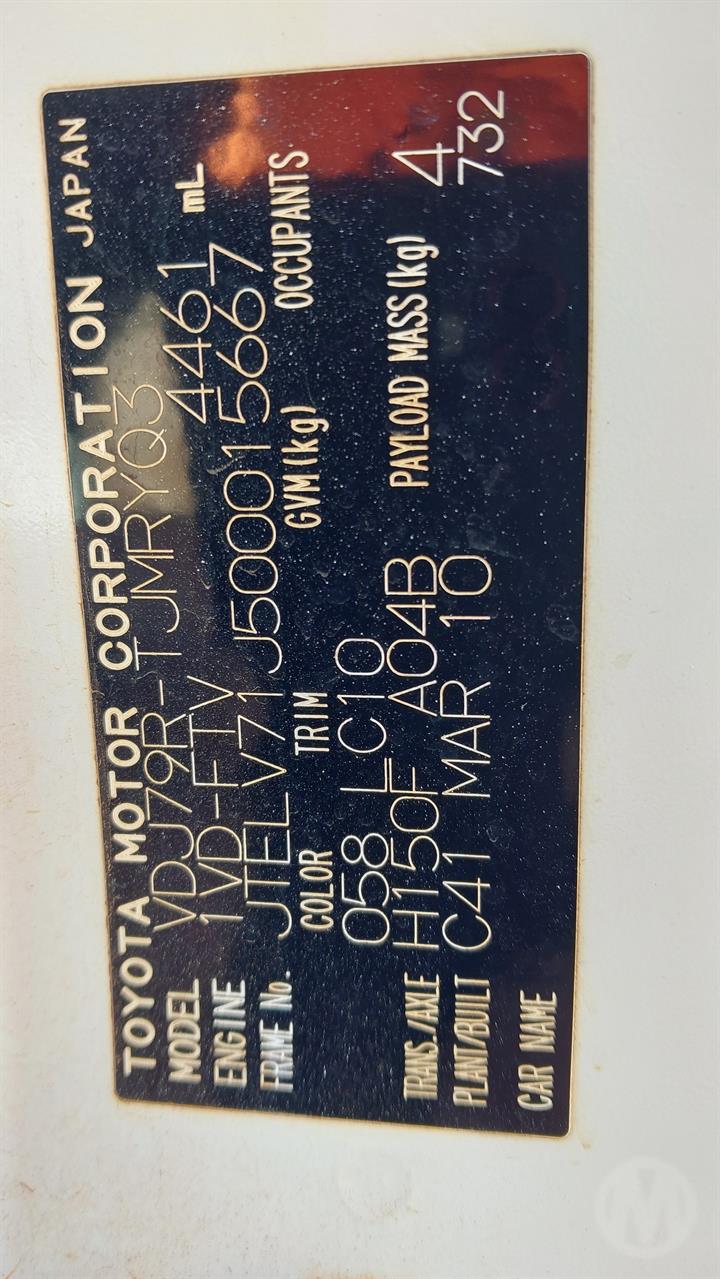 TOYOTA MOTOR CORPORATION JAPAN
MODEL VDJ79R-TJMRYQ3
ENGINE 1VD-FTV 4461 mL
FRAME No. JTELV71J500015667
COLOR TRIM GVM(kg) OCCUPANTS
058 LC10
TRANS/AXLE H150F A04B PAYLOAD MASS(kg) 4
PLANT/BUILT C41 MAR 10 732
CAR NAME
M